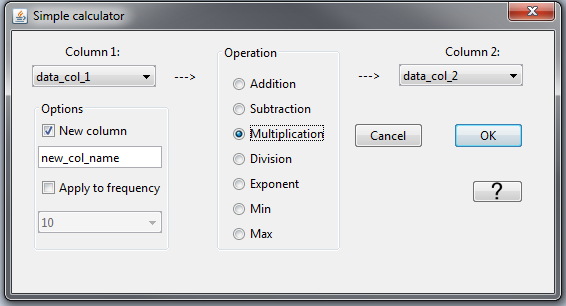 Simple calculator
Column 1:
data_col_1
--->
Operation
Addition
Subtraction
Multiplication
Division
Exponent
Min
Max
--->
Column 2:
data_col_2
Options
New column
new_col_name
Apply to frequency
10
Cancel
OK
?